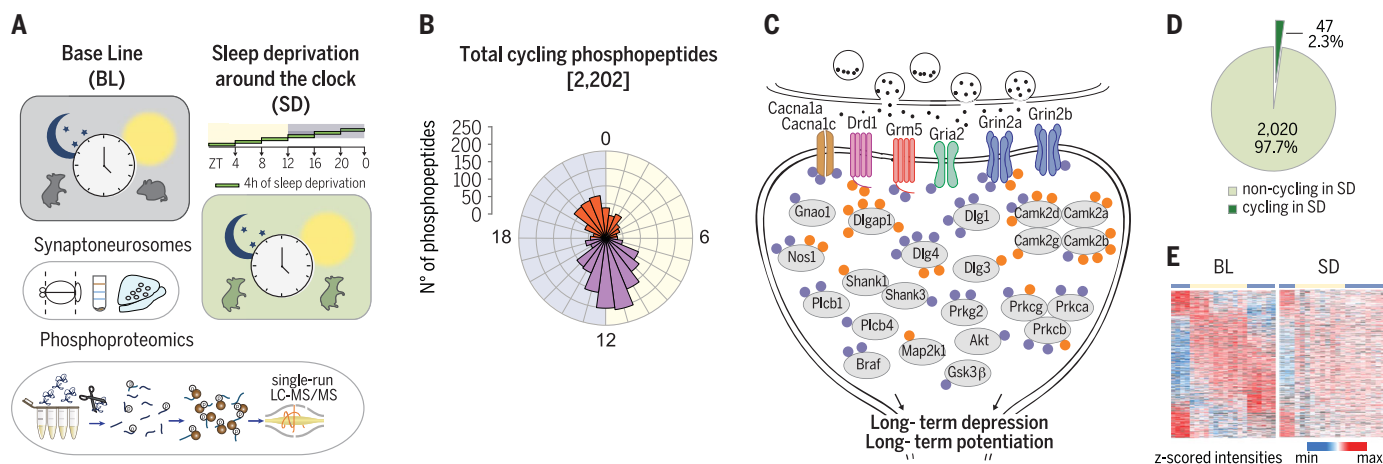 A
Base Line
(BL)
Sleep deprivation
around the clock
(SD)
ZT 4 8 12 16 20 0
4h of sleep deprivation
Synaptoneurosomes
Phosphoproteomics
single-run
LC-MS/MS
B
Total cycling phosphopeptides
[2,202]
N° of phosphopeptides
250
200
150
100
50
0
0
18
6
12
C
Cacna1a
Cacna1c
Drd1
Grm5
Gria2
Grin2a
Grin2b
Gnao1
Dlgap1
Dlg1
Camk2d
Camk2a
Camk2g
Camk2b
Nos1
Dlg4
Dlg3
Shank1
Shank3
Plcb1
Prkg2
Prkcg
Prkca
Prkcb
Plcb4
Map2k1
Akt
Braf
Gsk3β
Long- term depression
Long- term potentiation
D
47
2.3%
2,020
97.7%
non-cycling in SD
cycling in SD
E
BL
SD
z-scored intensities
min
max